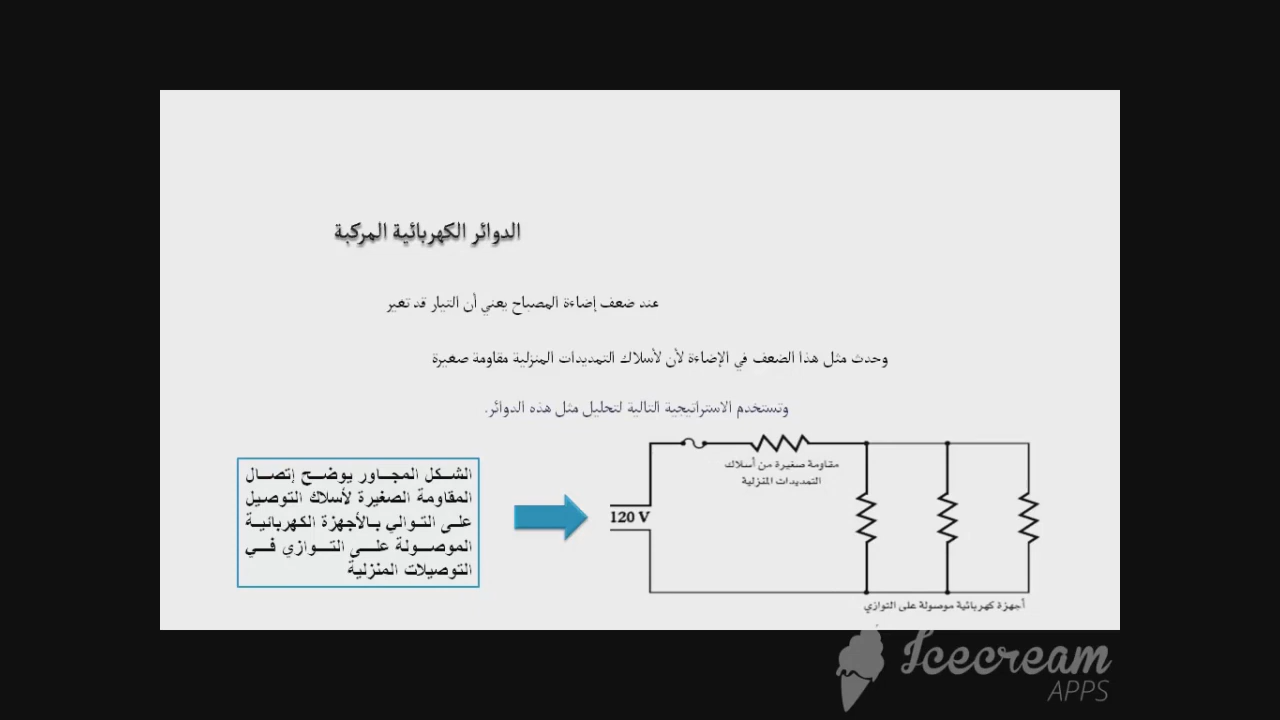 الدوائر الكهربائية المركبة
عند ضعف إضاءة المصباح يعني أن التيار قد تغير
وحدث مثل هذا الضعف في الإضاءة لأن لأسلاك التمديدات المنزلية مقاومة صغيرة
وتستخدم الاستراتيجية التالية لتحليل مثل هذه الدوائر.
الشكل المجاور يوضح إتصال
المقاومة الصغيرة لأسلاك التوصيل
على التوالي بالأجهزة الكهربائية
الموصولة على التوازي في
التوصيلات المنزلية
مقاومة صغيرة من أسلاك
التمديدات المنزلية
120 V
أجهزة كهربائية موصولة على التوازي
Icecream
APPS